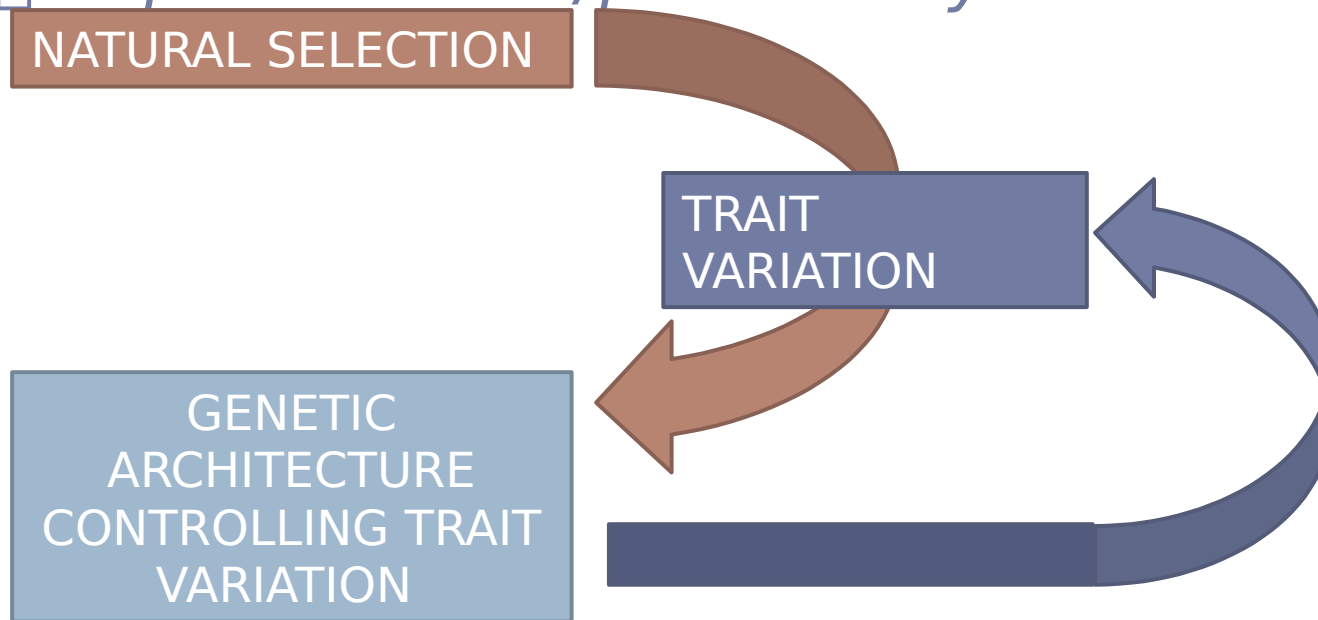 NATURAL SELECTION
TRAIT
VARIATION
GENETIC
ARCHITECTURE
CONTROLLING TRAIT
VARIATION